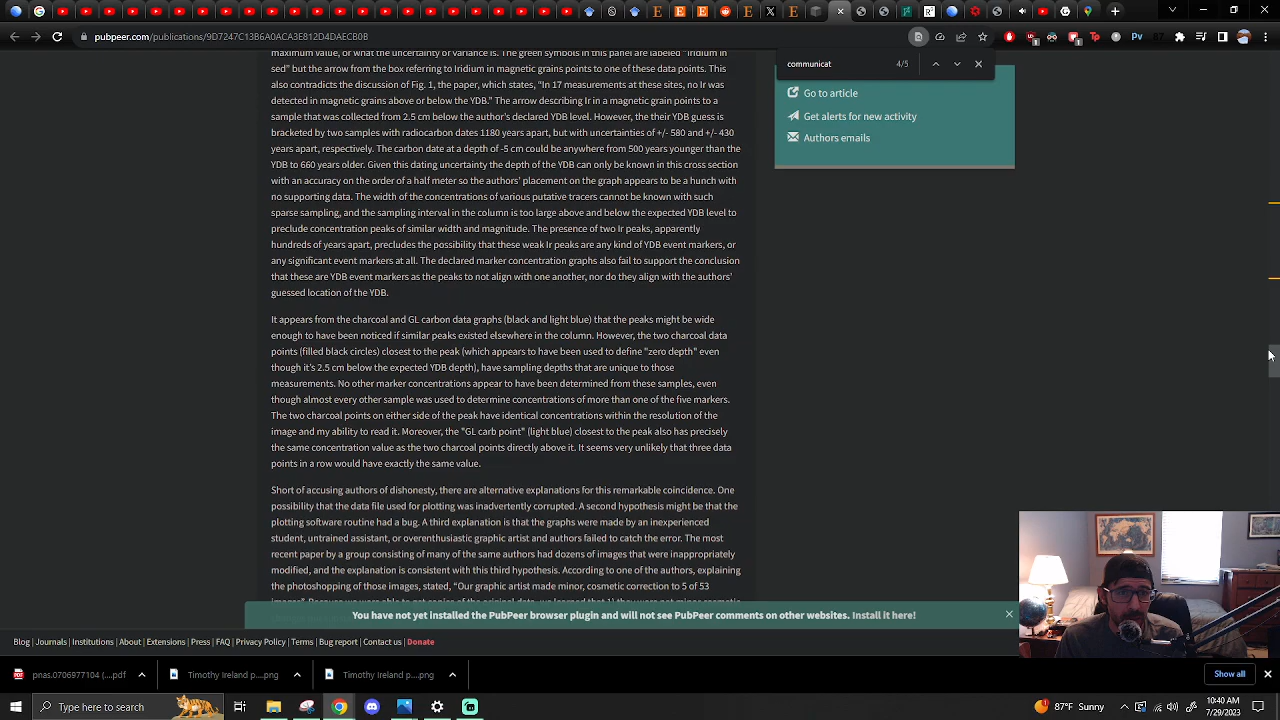 pubpeer.com/publications/9D7247C13B6A0ACA3E812D4DAECB0B
communicat 4/5
maximum value, or what the uncertainty or variance is. The green symbols in this panel are labeled "Iridium in
sed" but the arrow from the box referring to Iridium in magnetic grains points to one of these data points. This
also contradicts the discussion of Fig. 1, the paper, which states, "In 17 measurements at these sites, no Ir was
detected in magnetic grains above or below the YDB." The arrow describing Ir in a magnetic grain points to a
sample that was collected from 2.5 cm below the author's declared YDB level. However, the their YDB guess is
bracketed by two samples with radiocarbon dates 1180 years apart, but with uncertainties of +/- 580 and +/- 430
years apart, respectively. The carbon date at a depth of -5 cm could be anywhere from 500 years younger than the
YDB to 660 years older. Given this dating uncertainty the depth of the YDB can only be known in this cross section
with an accuracy on the order of a half meter so the authors' placement on the graph appears to be a hunch with
no supporting data. The width of the concentrations of various putative tracers cannot be known with such
sparse sampling, and the sampling interval in the column is too large above and below the expected YDB level to
preclude concentration peaks of similar width and magnitude. The presence of two Ir peaks, apparently
hundreds of years apart, precludes the possibility that these weak Ir peaks are any kind of YDB event markers, or
any significant event markers at all. The declared marker concentration graphs also fail to support the conclusion
that these are YDB event markers as the peaks to not align with one another, nor do they align with the authors'
guessed location of the YDB.
It appears from the charcoal and GL carbon data graphs (black and light blue) that the peaks might be wide
enough to have been noticed if similar peaks existed elsewhere in the column. However, the two charcoal data
points (filled black circles) closest to the peak (which appears to have been used to define "zero depth" even
though it's 2.5 cm below the expected YDB depth), have sampling depths that are unique to those
measurements. No other marker concentrations appear to have been determined from these samples, even
though almost every other sample was used to determine concentrations of more than one of the five markers.
The two charcoal points on either side of the peak have identical concentrations within the resolution of the
image and my ability to read it. Moreover, the "GL carb point" (light blue) closest to the peak also has precisely
the same concentration value as the two charcoal points directly above it. It seems very unlikely that three data
points in a row would have exactly the same value.
Short of accusing authors of dishonesty, there are alternative explanations for this remarkable coincidence. One
possibility that the data file used for plotting was inadvertently corrupted. A second hypothesis might be that the
plotting software routine had a bug. A third explanation is that the graphs were made by an inexperienced
student, untrained assistant, or overenthusiastic graphic artist and authors failed to catch the error. The most
recent paper by a group consisting of many of the same authors had dozens of images that were inappropriately
modified, and the explanation is consistent with this third hypothesis. According to one of the authors, explaining
the photoshopping of those images, stated, "Our graphic artist made minor, cosmetic correction to 5 of 53
Go to article
Get alerts for new activity
Authors emails
You have not yet installed the PubPeer browser plugin and will not see PubPeer comments on other websites. Install it here!
Blog | Journals | Institutions | About | Extensions | Press | FAQ | Privacy Policy | Terms | Bug report | Contact us | Donate
pnas.0706977104 (....pdf
Timothy Ireland p....png
Timothy Ireland p....png
Show all
Type here to search
87°F Sunny
10:40 AM
7/29/2023